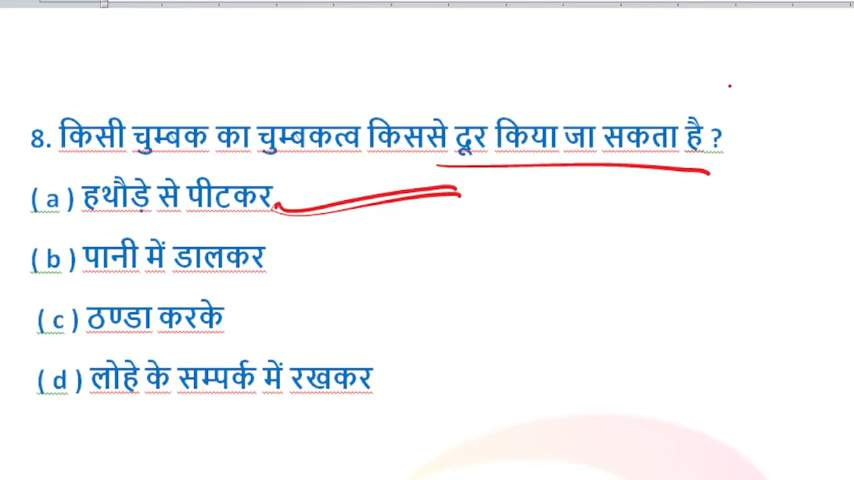 8. किसी चुम्बक का चुम्बकत्व किससे दूर किया जा सकता है ?
( a ) हथौड़े से पीटकर
( b ) पानी में डालकर
( c ) ठण्डा करके
( d ) लोहे के सम्पर्क में रखकर